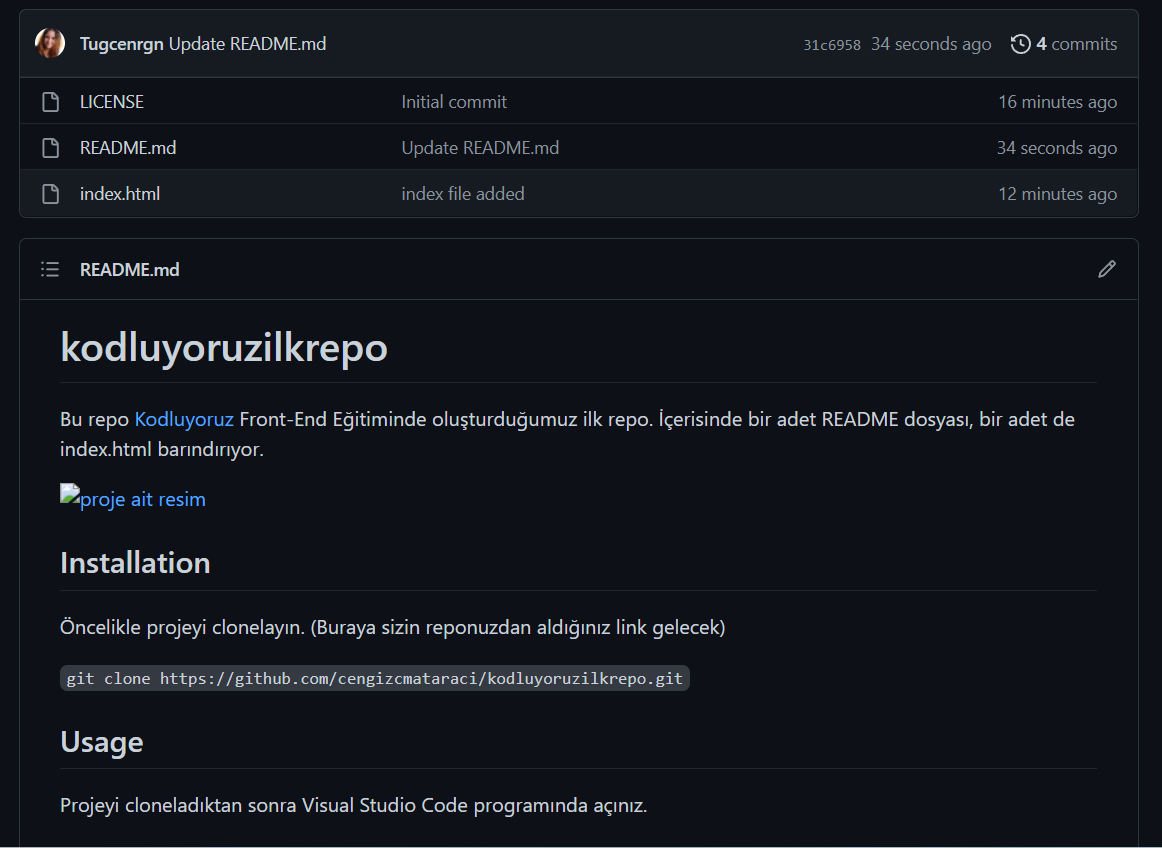 Tugcenrgn Update README.md 31c6958 34 seconds ago 4 commits
LICENSE Initial commit 16 minutes ago
README.md Update README.md 34 seconds ago
index.html index file added 12 minutes ago
README.md
kodluyoruzilkrepo
Bu repo Kodluyoruz Front-End Eğitiminde oluşturduğumuz ilk repo. İçerisinde bir adet README dosyası, bir adet de
index.html barındırıyor.
proje ait resim
Installation
Öncelikle projeyi clonelayın. (Buraya sizin reponuzdan aldığınız link gelecek)
git clone https://github.com/cengizcmataraci/kodluyoruzilkrepo.git
Usage
Projeyi cloneladıktan sonra Visual Studio Code programında açınız.